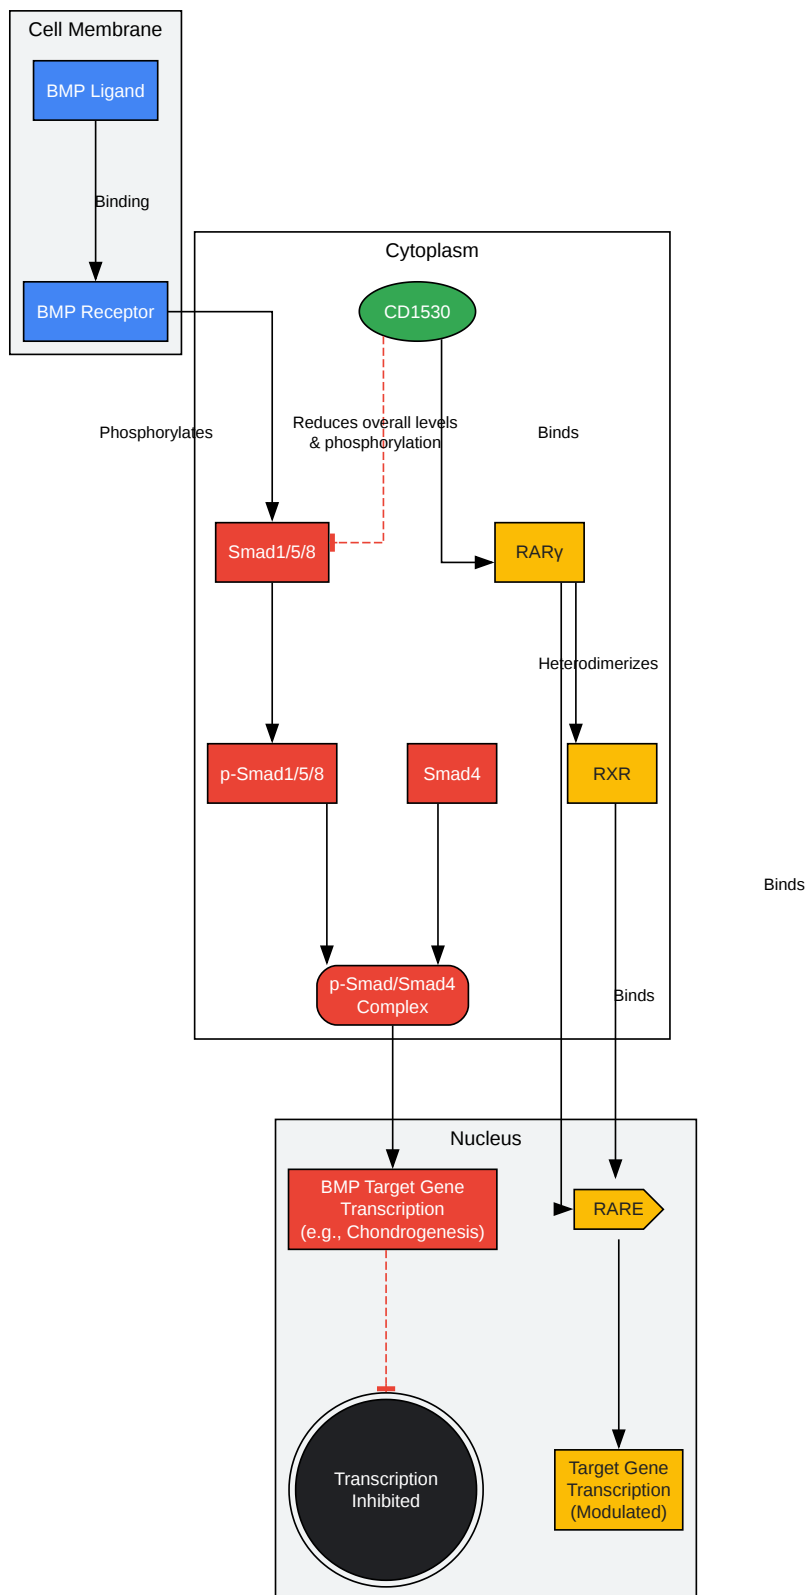 Cell Membrane
BMP Ligand
Binding
BMP Receptor
Cytoplasm
CD1530
Phosphorylates
Reduces overall levels
& phosphorylation
Binds
Smad1/5/8
RARγ
Heterodimerizes
p-Smad1/5/8
Smad4
RXR
Binds
p-Smad/Smad4
Complex
Binds
Nucleus
BMP Target Gene
Transcription
(e.g., Chondrogenesis)
RARE
Transcription
Inhibited
Target Gene
Transcription
(Modulated)